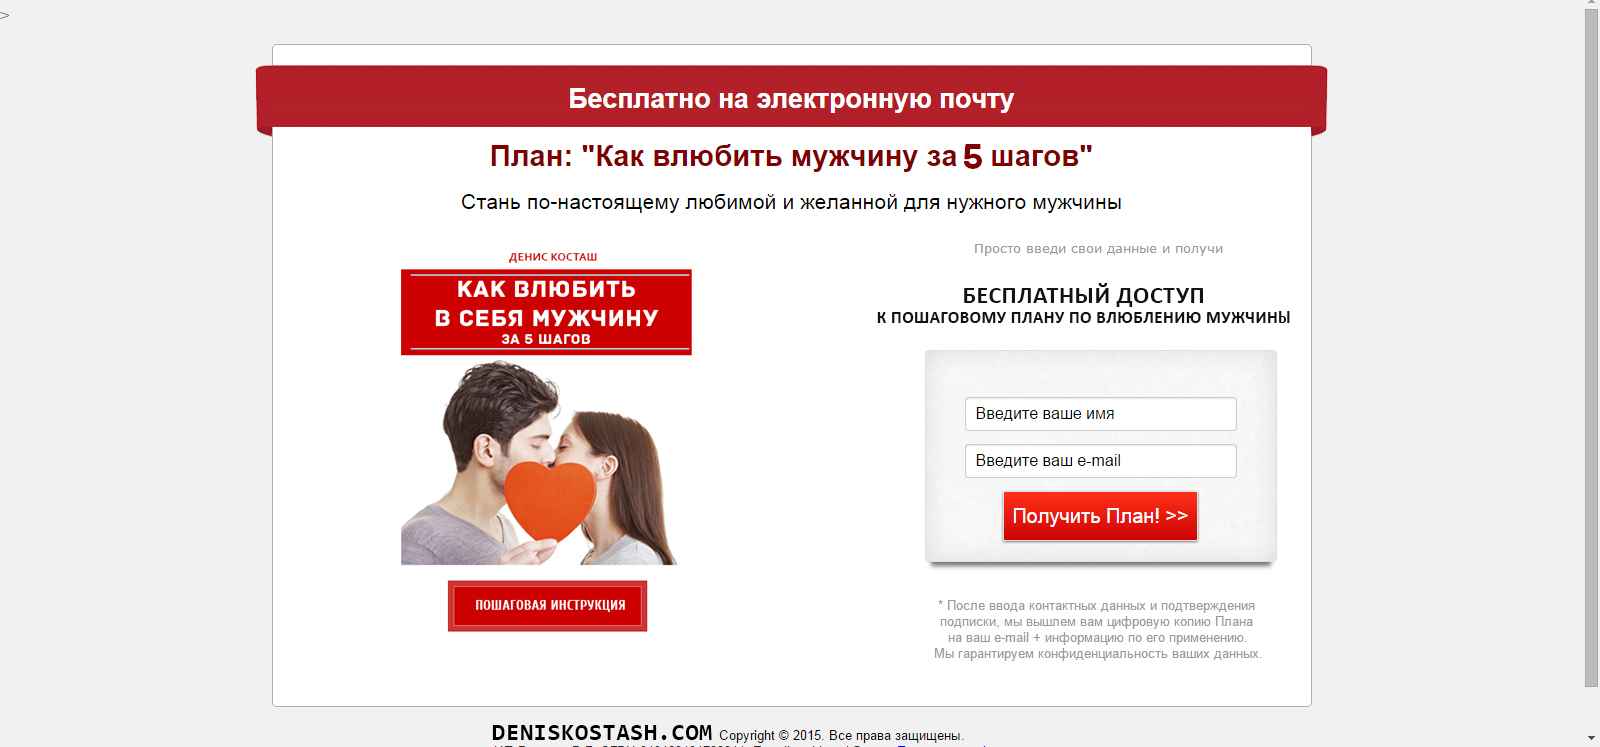 >
Бесплатно на электронную почту
План: "Как влюбить мужчину за 5 шагов"
Стань по-настоящему любимой и желанной для нужного мужчины
ДЕНИС КОСТАШ
КАК ВЛЮБИТЬ
В СЕБЯ МУЖЧИНУ
ЗА 5 ШАГОВ
ПОШАГОВАЯ ИНСТРУКЦИЯ
Просто введи свои данные и получи
БЕСПЛАТНЫЙ ДОСТУП
К ПОШАГОВОМУ ПЛАНУ ПО ВЛЮБЛЕНИЮ МУЖЧИНЫ
Введите ваше имя
Введите ваш e-mail
Получить План! >>
* После ввода контактных данных и подтверждения
подписки, мы вышлем вам цифровую копию Плана
на ваш e-mail + информацию по его применению.
Мы гарантируем конфиденциальность ваших данных.
DENISKOSTASH.COM Copyright © 2015. Все права защищены.